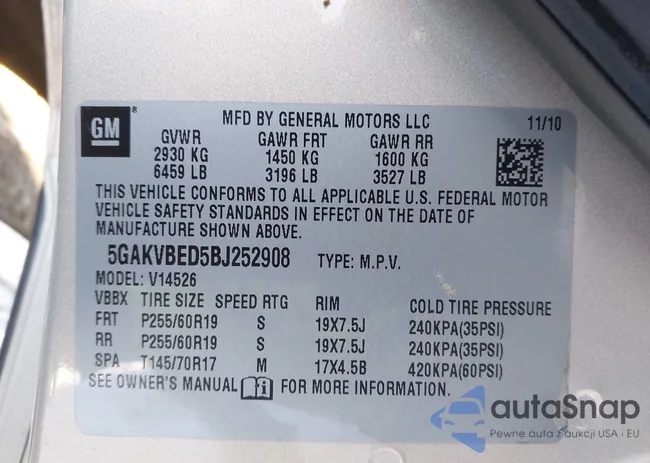 GM
MFD BY GENERAL MOTORS LLC 11/10
GVWR GAWR FRT GAWR RR
2930 KG 1450 KG 1600 KG
6459 LB 3196 LB 3527 LB
THIS VEHICLE CONFORMS TO ALL APPLICABLE U.S. FEDERAL MOTOR
VEHICLE SAFETY STANDARDS IN EFFECT ON THE DATE OF
MANUFACTURE SHOWN ABOVE.
5GAKVBED5BJ252908 TYPE: M.P.V.
MODEL: V14526
VBBX TIRE SIZE SPEED RTG RIM COLD TIRE PRESSURE
FRT P255/60R19 S 19X7.5J 240KPA(35PSI)
RR P255/60R19 S 19X7.5J 240KPA(35PSI)
SPA T145/70R17 M 17X4.5B 420KPA(60PSI)
SEE OWNER'S MANUAL FOR MORE INFORMATION.
autaSnap
Pewne auta z aukcji USA i EU